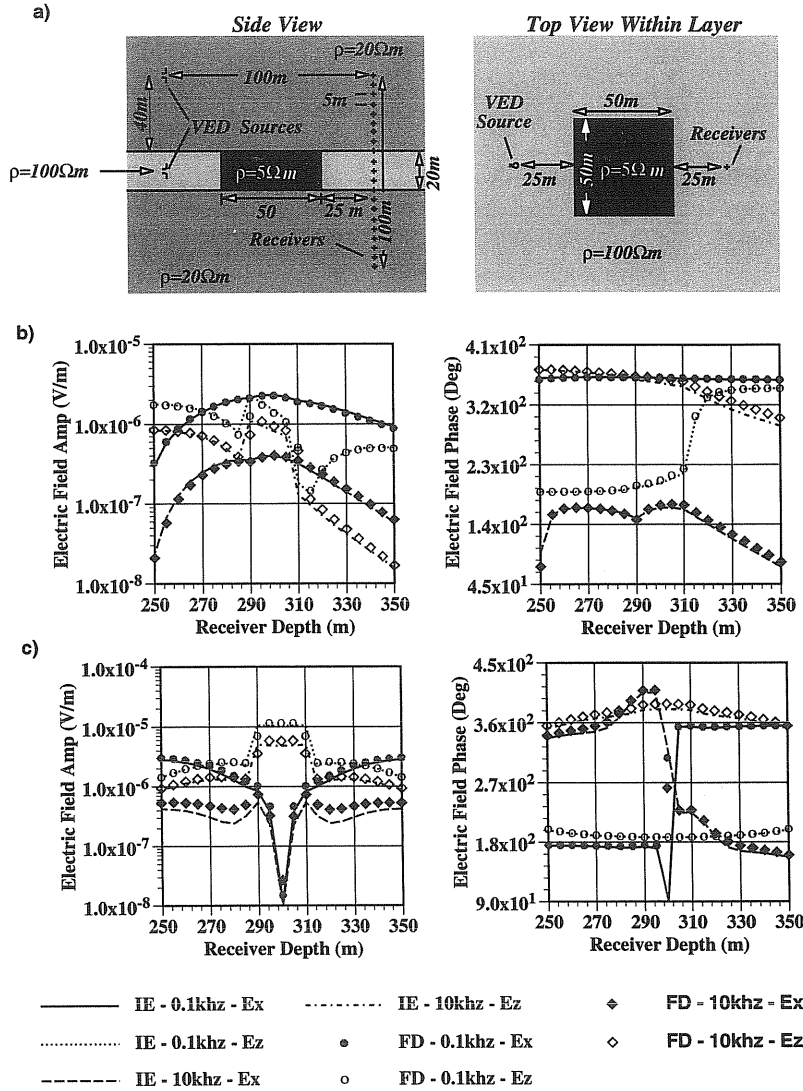 a)
Side View
Top View Within Layer
ρ=20Ωm
100m
5m
40m
VED Sources
ρ=100Ωm
ρ=5Ωm
20m
50
25 m
100m
Receivers
ρ=20Ωm
50m
VED
Source
Receivers
50m
ρ=5Ωm
25m
25m
ρ=100Ωm
b)
Electric Field Amp (V/m)
1.0x10-5
1.0x10-6
1.0x10-7
1.0x10-8
250 270 290 310 330 350
Receiver Depth (m)
Electric Field Phase (Deg)
4.1x10²
3.2x10²
2.3x10²
1.4x10²
4.5x10¹
250 270 290 310 330 350
Receiver Depth (m)
c)
Electric Field Amp (V/m)
1.0x10-4
1.0x10-5
1.0x10-6
1.0x10-7
1.0x10-8
250 270 290 310 330 350
Receiver Depth (m)
Electric Field Phase (Deg)
4.5x10²
3.6x10²
2.7x10²
1.8x10²
9.0x10¹
250 270 290 310 330 350
Receiver Depth (m)
IE - 0.1khz - Ex
IE - 10khz - Ez
FD - 10khz - Ex
IE - 0.1khz - Ez
FD - 0.1khz - Ex
FD - 10khz - Ez
IE - 10khz - Ex
FD - 0.1khz - Ez